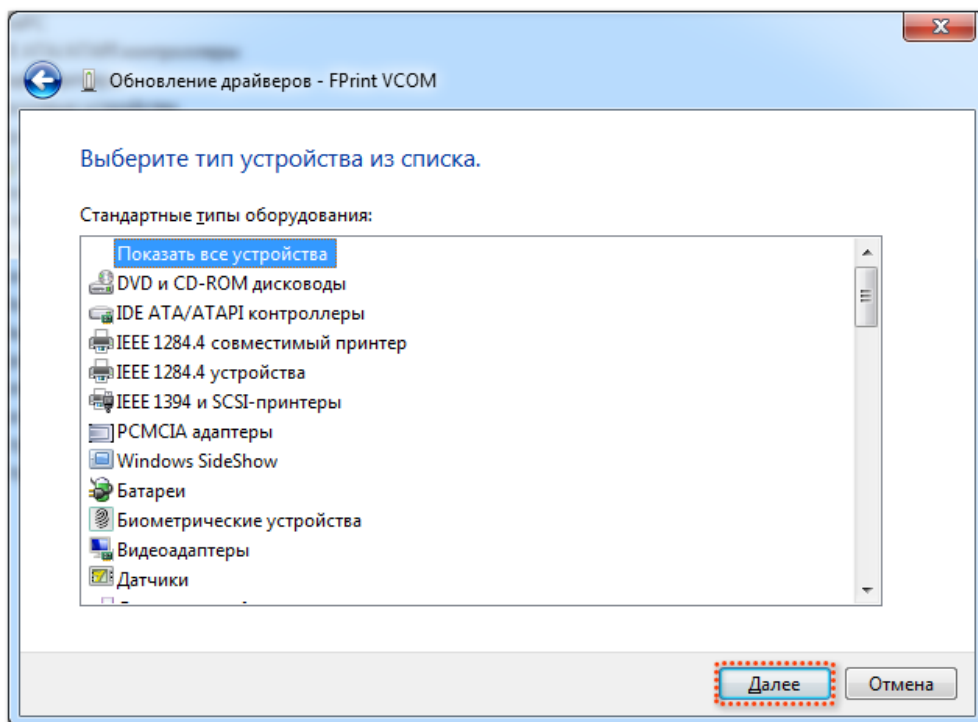 Обновление драйверов - FPrint VCOM
Выберите тип устройства из списка.
Стандартные типы оборудования:
Показать все устройства
DVD и CD-ROM дисководы
IDE ATA/ATAPI контроллеры
IEEE 1284.4 совместимый принтер
IEEE 1284.4 устройства
IEEE 1394 и SCSI-принтеры
PCMCIA адаптеры
Windows SideShow
Батареи
Биометрические устройства
Видеоадаптеры
Датчики
Далее
Отмена